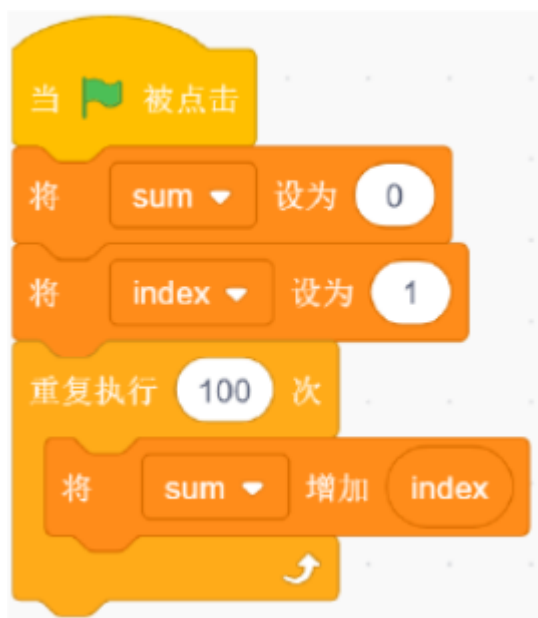 当 被点击
将 sum 设为 0
将 index 设为 1
重复执行 100 次
将 sum 增加 index